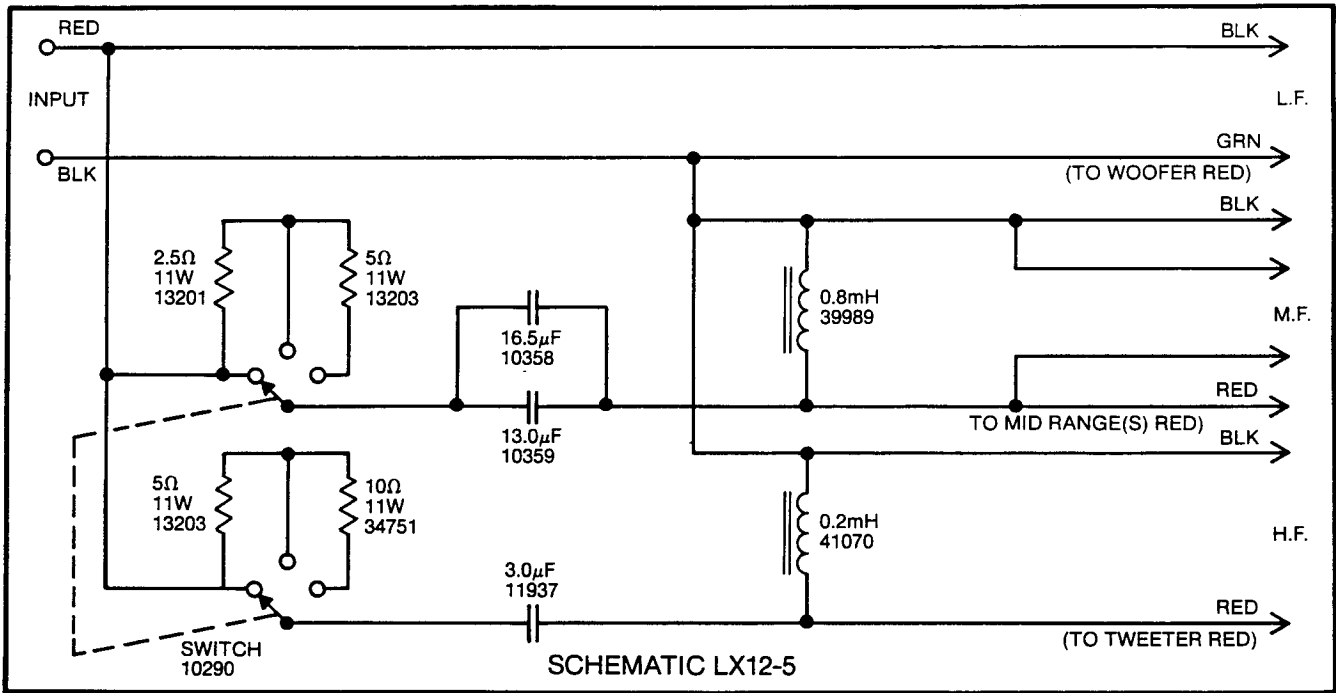 RED
BLK
INPUT
L.F.
GRN
BLK
(TO WOOFER RED)
BLK
2.5Ω
11W
13201
5Ω
11W
13203
0.8mH
39989
16.5μF
10358
M.F.
RED
13.0μF
10359
TO MID RANGE(S) RED)
BLK
5Ω
11W
13203
10Ω
11W
34751
0.2mH
41070
H.F.
3.0μF
11937
RED
(TO TWEETER RED)
SWITCH
10290
SCHEMATIC LX12-5